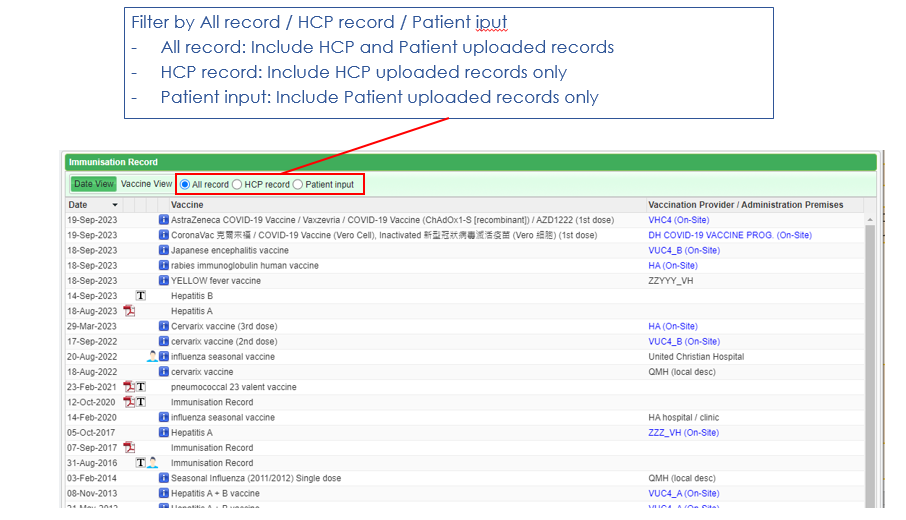 Filter by All record / HCP record / Patient iput
- All record: Include HCP and Patient uploaded records
- HCP record: Include HCP uploaded records only
- Patient input: Include Patient uploaded records only
Immunisation Record
Date View Vaccine View All record HCP record Patient input
Date Vaccine Vaccination Provider / Administration Premises
19-Sep-2023 i AstraZeneca COVID-19 Vaccine / Vaxzevria / COVID-19 Vaccine (ChAdOx1-S [recombinant]) / AZD1222 (1st dose) VHC4 (On-Site)
19-Sep-2023 i CoronaVac 克爾來福 / COVID-19 Vaccine (Vero Cell), Inactivated 新型冠狀病毒滅活疫苗 (Vero 細胞) (1st dose) DH COVID-19 VACCINE PROG. (On-Site)
18-Sep-2023 i Japanese encephalitis vaccine VUC4_B (On-Site)
18-Sep-2023 i rabies immunoglobulin human vaccine HA (On-Site)
18-Sep-2023 i YELLOW fever vaccine ZZYYY_VH
14-Sep-2023 T Hepatitis B
18-Aug-2023 Hepatitis A
29-Mar-2023 i Cervarix vaccine (3rd dose) HA (On-Site)
17-Sep-2022 i cervarix vaccine (2nd dose) VUC4_B (On-Site)
20-Aug-2022 i influenza seasonal vaccine United Christian Hospital
18-Aug-2022 i cervarix vaccine QMH (local desc)
23-Feb-2021 T pneumococcal 23 valent vaccine
12-Oct-2020 T Immunisation Record
14-Feb-2020 i influenza seasonal vaccine HA hospital / clinic
05-Oct-2017 i Hepatitis A ZZZ_VH (On-Site)
07-Sep-2017 Immunisation Record
31-Aug-2016 T Immunisation Record
03-Feb-2014 i Seasonal Influenza (2011/2012) Single dose QMH (local desc)
08-Nov-2013 i Hepatitis A + B vaccine VUC4_A (On-Site)